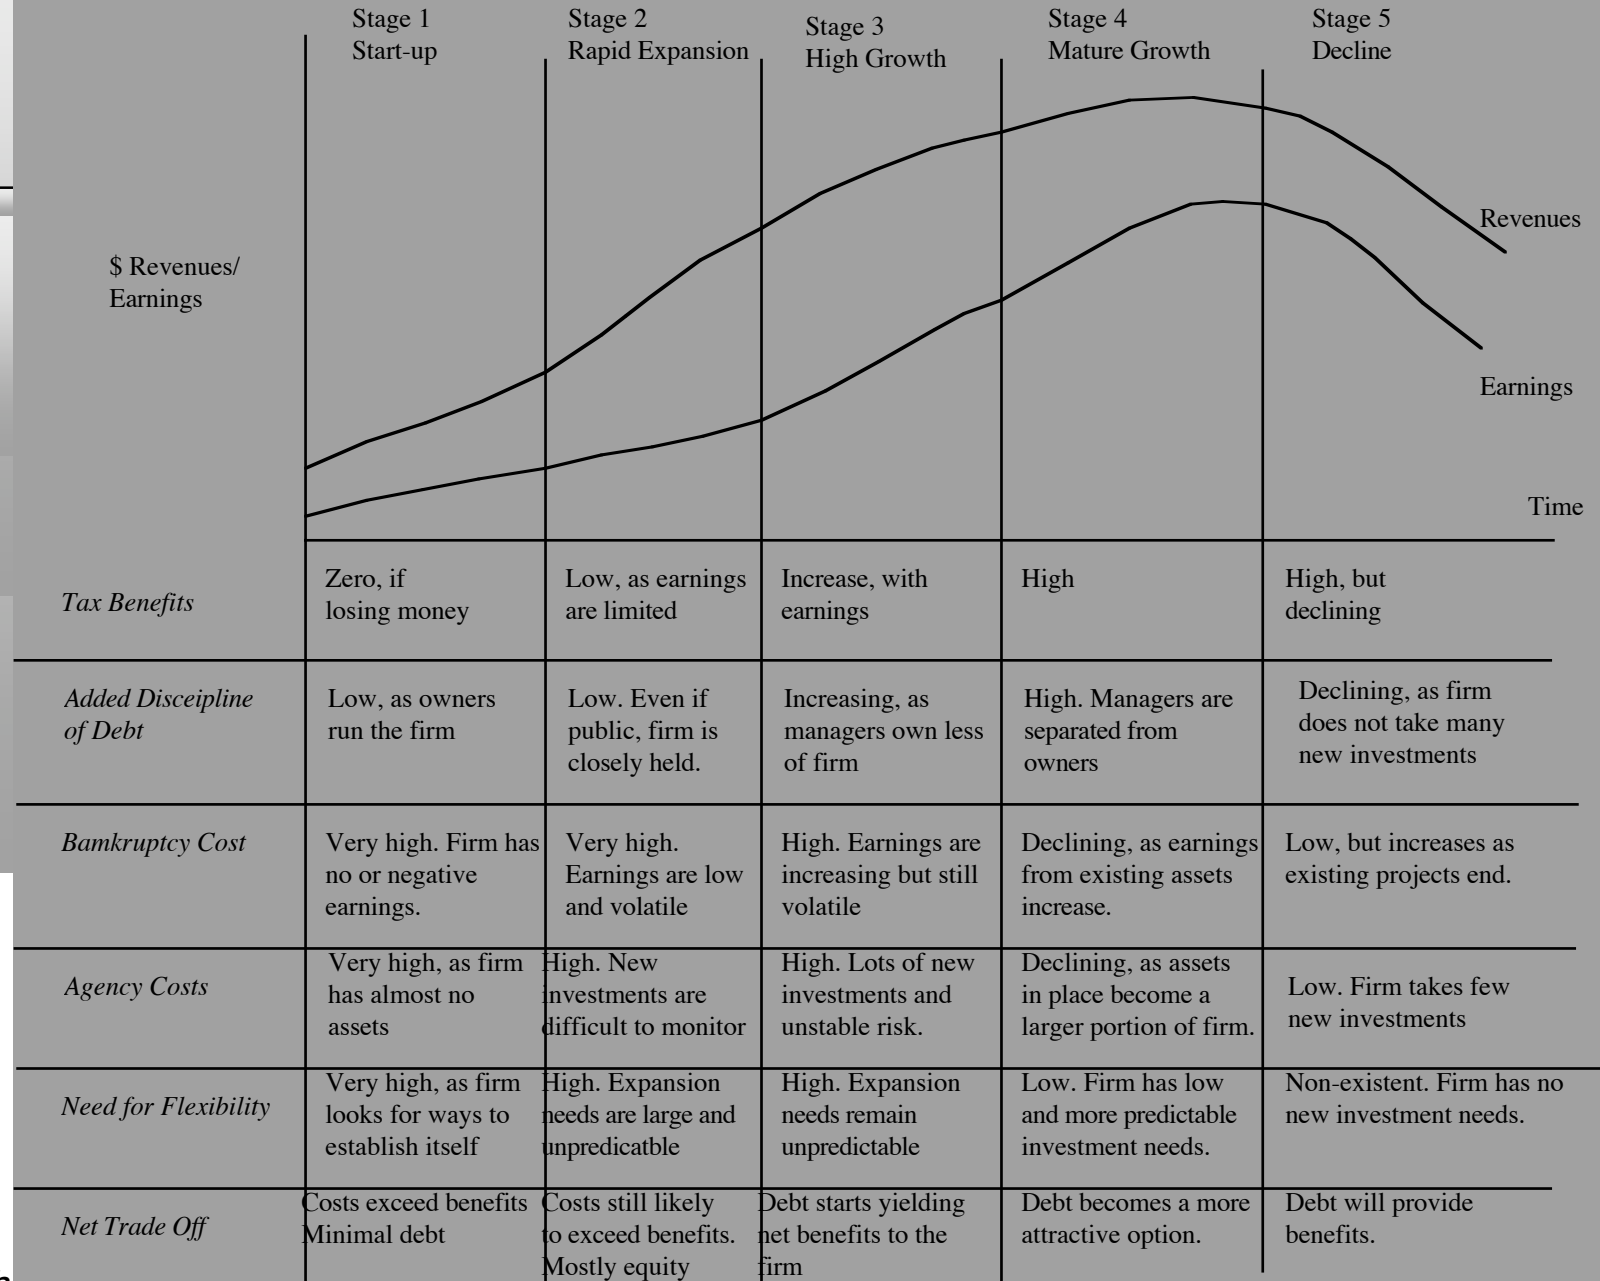 Stage 1
Start-up
Stage 2
Rapid Expansion
Stage 3
High Growth
Stage 4
Mature Growth
Stage 5
Decline
$ Revenues/
Earnings
Revenues
Earnings
Time
Tax Benefits
Zero, if
losing money
Low, as earnings
are limited
Increase, with
earnings
High
High, but
declining
Added Disceipline
of Debt
Low, as owners
run the firm
Low. Even if
public, firm is
closely held.
Increasing, as
managers own less
of firm
High. Managers are
separated from
owners
Declining, as firm
does not take many
new investments
Bamkruptcy Cost
Very high. Firm has
no or negative
earnings.
Very high.
Earnings are low
and volatile
High. Earnings are
increasing but still
volatile
Declining, as earnings
from existing assets
increase.
Low, but increases as
existing projects end.
Agency Costs
Very high, as firm
has almost no
assets
High. New
investments are
difficult to monitor
High. Lots of new
investments and
unstable risk.
Declining, as assets
in place become a
larger portion of firm.
Low. Firm takes few
new investments
Need for Flexibility
Very high, as firm
looks for ways to
establish itself
High. Expansion
needs are large and
unpredicatble
High. Expansion
needs remain
unpredictable
Low. Firm has low
and more predictable
investment needs.
Non-existent. Firm has no
new investment needs.
Net Trade Off
Costs exceed benefits
Minimal debt
Costs still likely
to exceed benefits.
Mostly equity
Debt starts yielding
net benefits to the
firm
Debt becomes a more
attractive option.
Debt will provide
benefits.